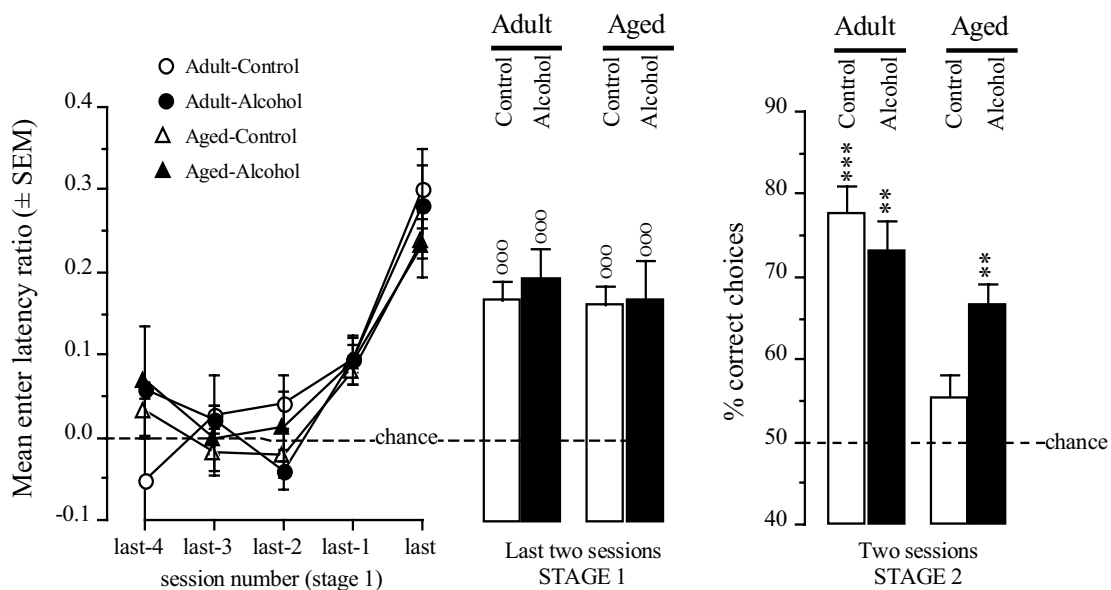 Adult Aged
Control
Alcohol
Control
Alcohol
Adult Aged
Control
Alcohol
Control
Alcohol
Adult-Control
Adult-Alcohol
Aged-Control
Aged-Alcohol
Mean enter latency ratio (± SEM)
0.4
0.3
0.2
0.1
0.0
-0.1
chance
last-4 last-3 last-2 last-1 last
session number (stage 1)
ooo
ooo
ooo
ooo
Last two sessions
STAGE 1
% correct choices
90
80
70
60
50
40
***
**
**
chance
Two sessions
STAGE 2